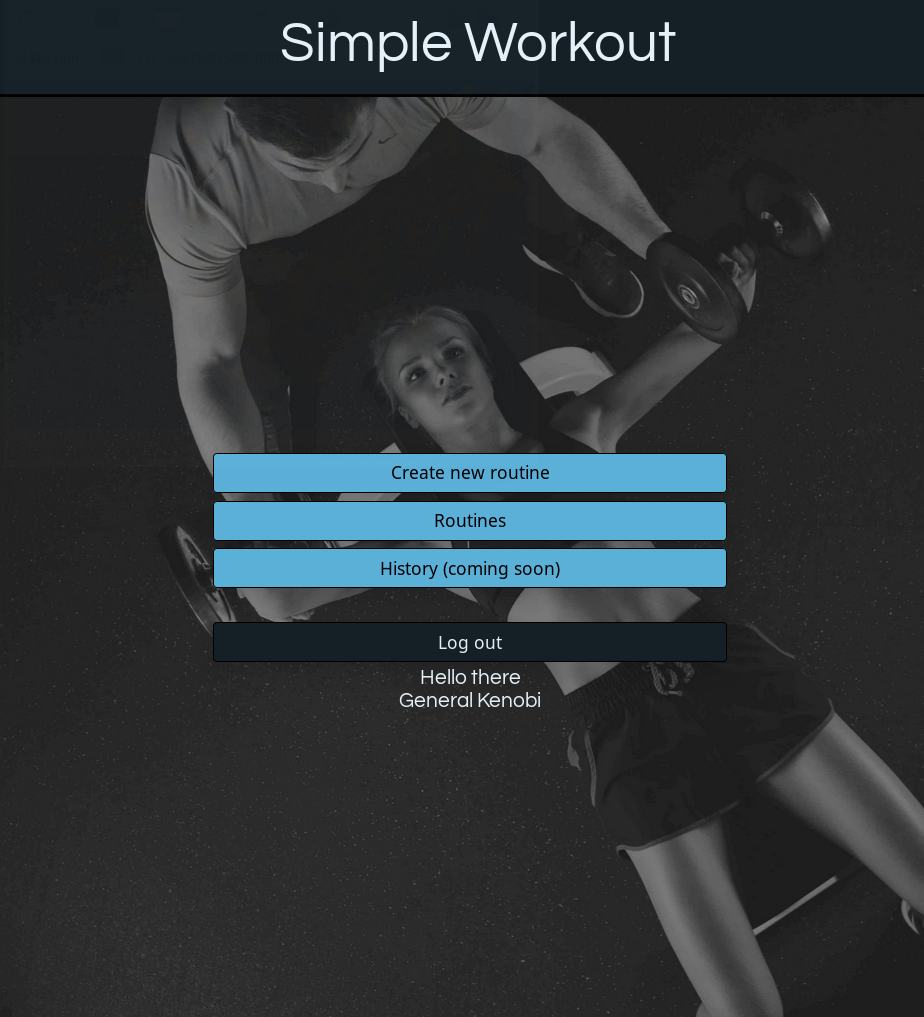 Simple Workout
Create new routine
Routines
History (coming soon)
Log out
Hello there
General Kenobi